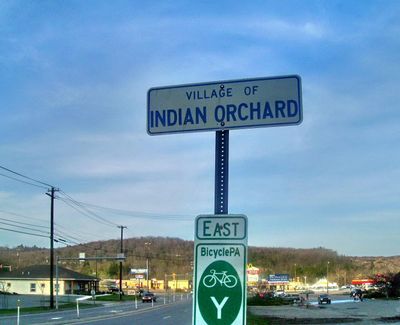 VILLAGE OF
INDIAN ORCHARD
EAST
BicyclePA
Y